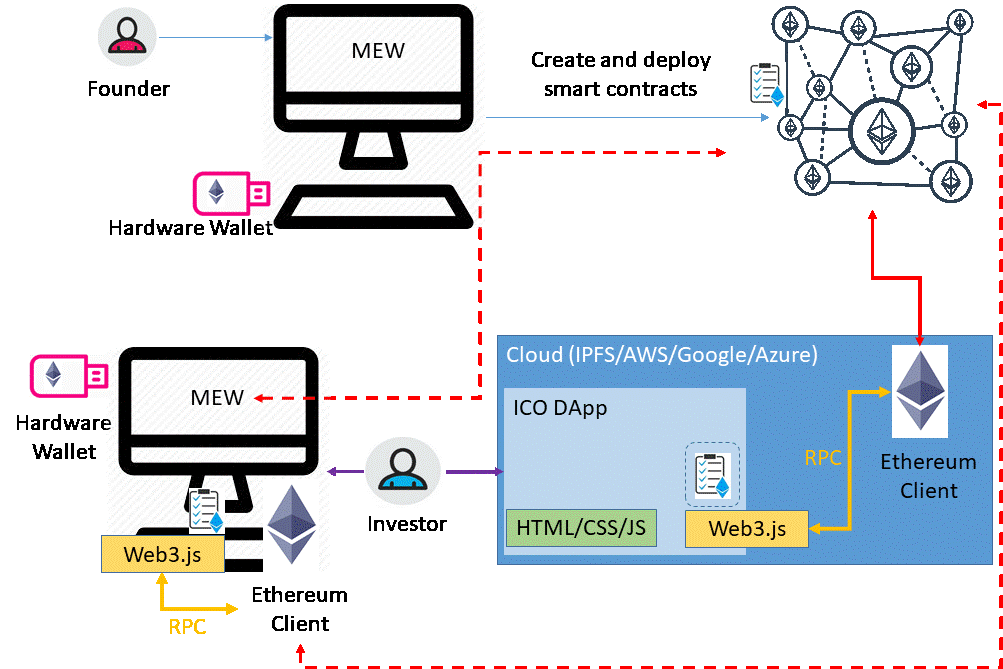 MEW
Founder
Create and deploy
smart contracts
Hardware Wallet
Cloud (IPFS/AWS/Google/Azure)
MEW
ICO DApp
Hardware
Wallet
RPC
Ethereum
Client
Investor
HTML/CSS/JS
Web3.js
Web3.js
Ethereum
Client
RPC